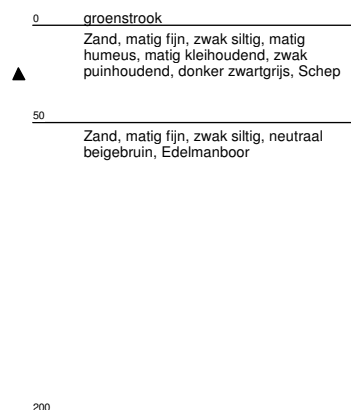 0 groenstrook
Zand, matig fijn, zwak siltig, matig
humeus, matig kleihoudend, zwak
puinhoudend, donker zwartgrijs, Schep
50
Zand, matig fijn, zwak siltig, neutraal
beigebruin, Edelmanboor
200